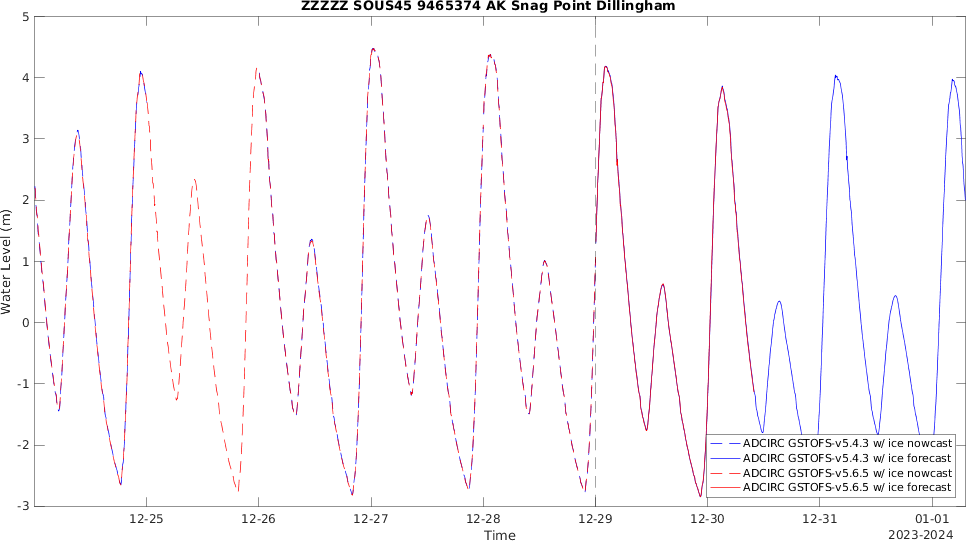 ZZZZZ SOUS45 9465374 AK Snag Point Dillingham
5
4
3
2
1
0
-1
-2
-3
Water Level (m)
ADCIRC GSTOFS-v5.4.3 w/ ice nowcast
ADCIRC GSTOFS-v5.4.3 w/ ice forecast
ADCIRC GSTOFS-v5.6.5 w/ ice nowcast
ADCIRC GSTOFS-v5.6.5 w/ ice forecast
12-25 12-26 12-27 12-28 12-29 12-30 12-31 01-01
Time
2023-2024